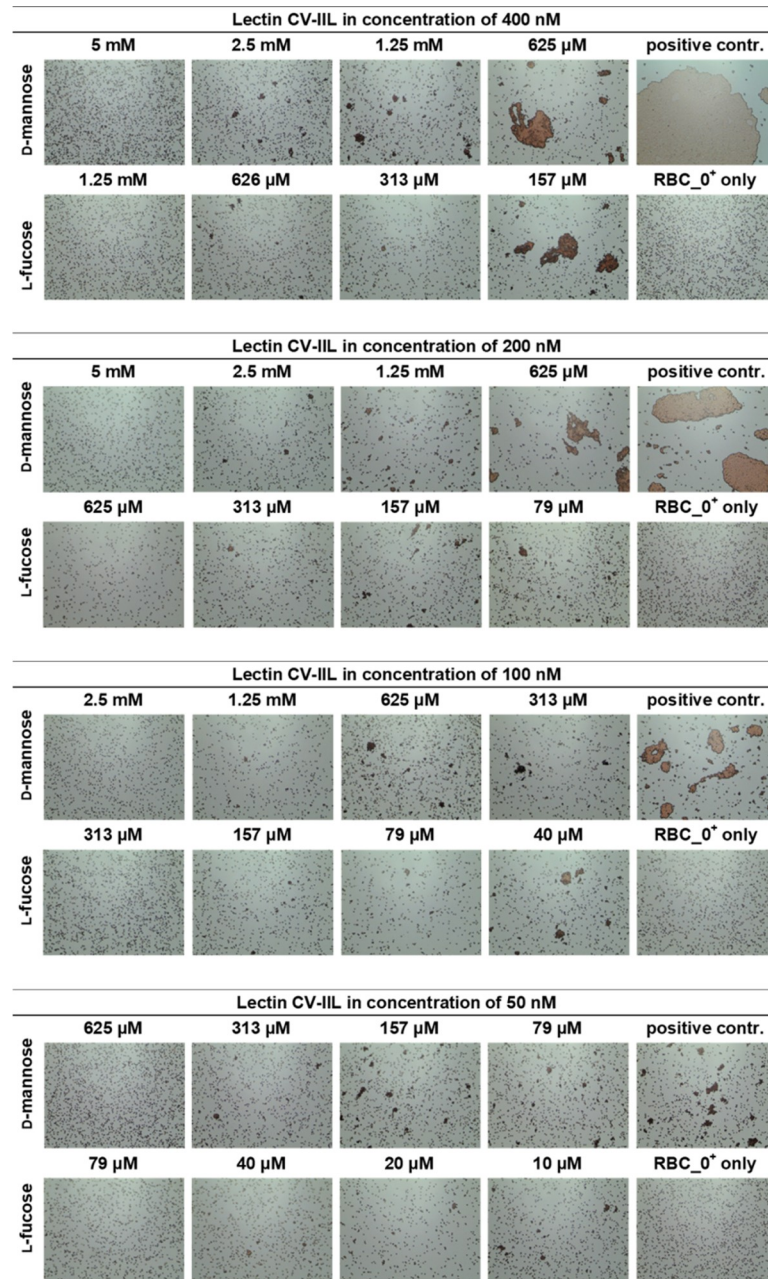 Lectin CV-IIL in concentration of 400 nM
5 mM 2.5 mM 1.25 mM 625 µM positive contr.
D-mannose
1.25 mM 626 µM 313 µM 157 µM RBC_0⁺ only
L-fucose
Lectin CV-IIL in concentration of 200 nM
5 mM 2.5 mM 1.25 mM 625 µM positive contr.
D-mannose
625 µM 313 µM 157 µM 79 µM RBC_0⁺ only
L-fucose
Lectin CV-IIL in concentration of 100 nM
2.5 mM 1.25 mM 625 µM 313 µM positive contr.
D-mannose
313 µM 157 µM 79 µM 40 µM RBC_0⁺ only
L-fucose
Lectin CV-IIL in concentration of 50 nM
625 µM 313 µM 157 µM 79 µM positive contr.
D-mannose
79 µM 40 µM 20 µM 10 µM RBC_0⁺ only
L-fucose